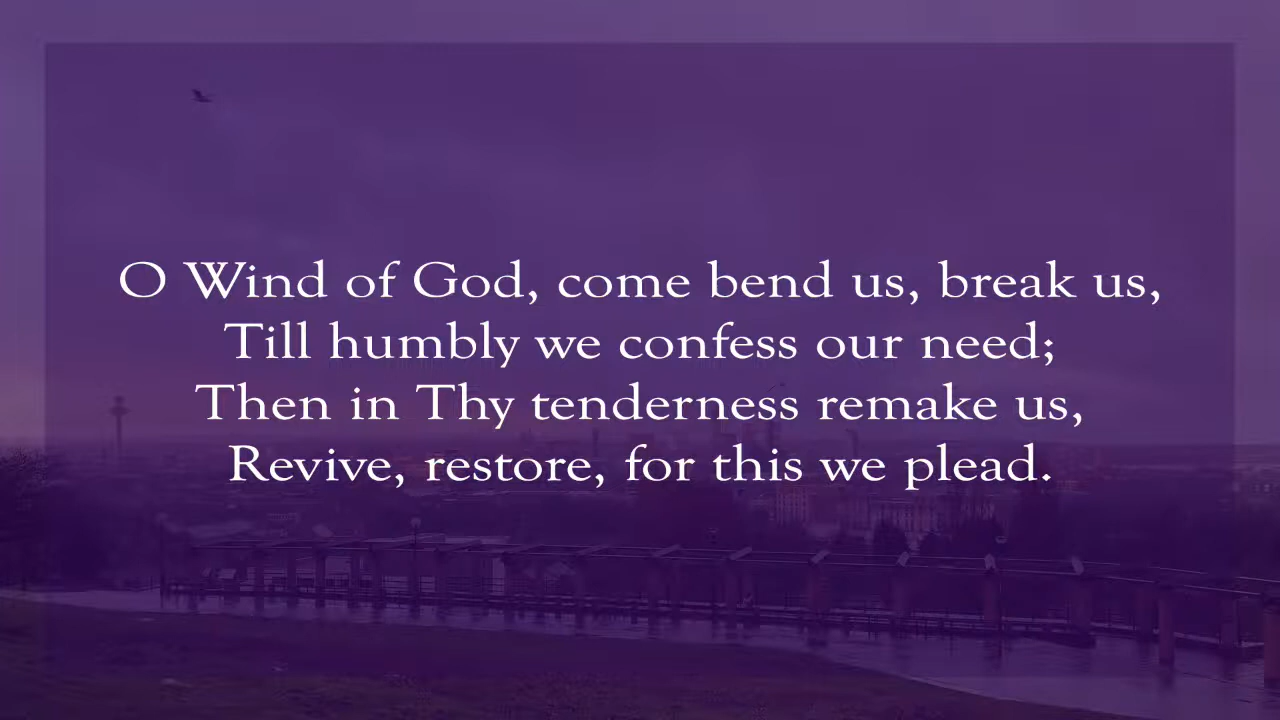 O Wind of God, come bend us, break us,
Till humbly we confess our need;
Then in Thy tenderness remake us,
Revive, restore, for this we plead.